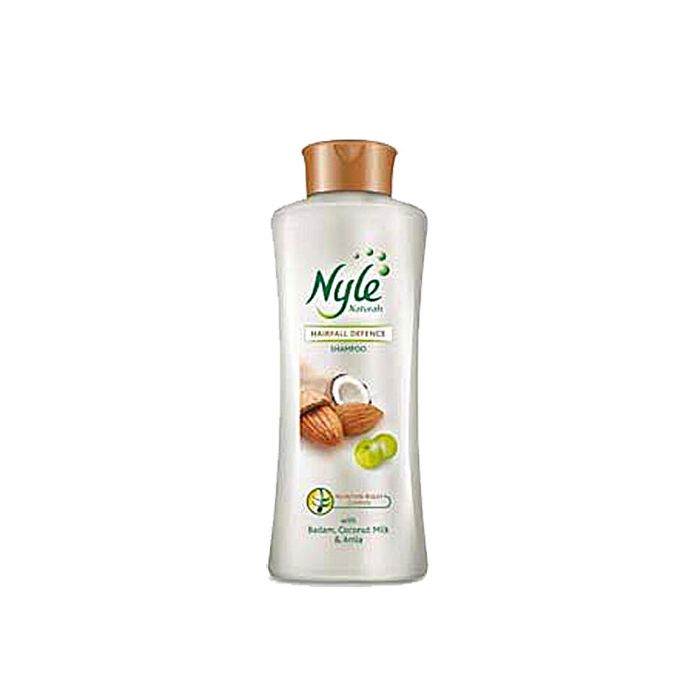 Nyle
Naturals
HAIRFALL DEFENCE
SHAMPOO
with
Badam, Coconut Milk
& Amla